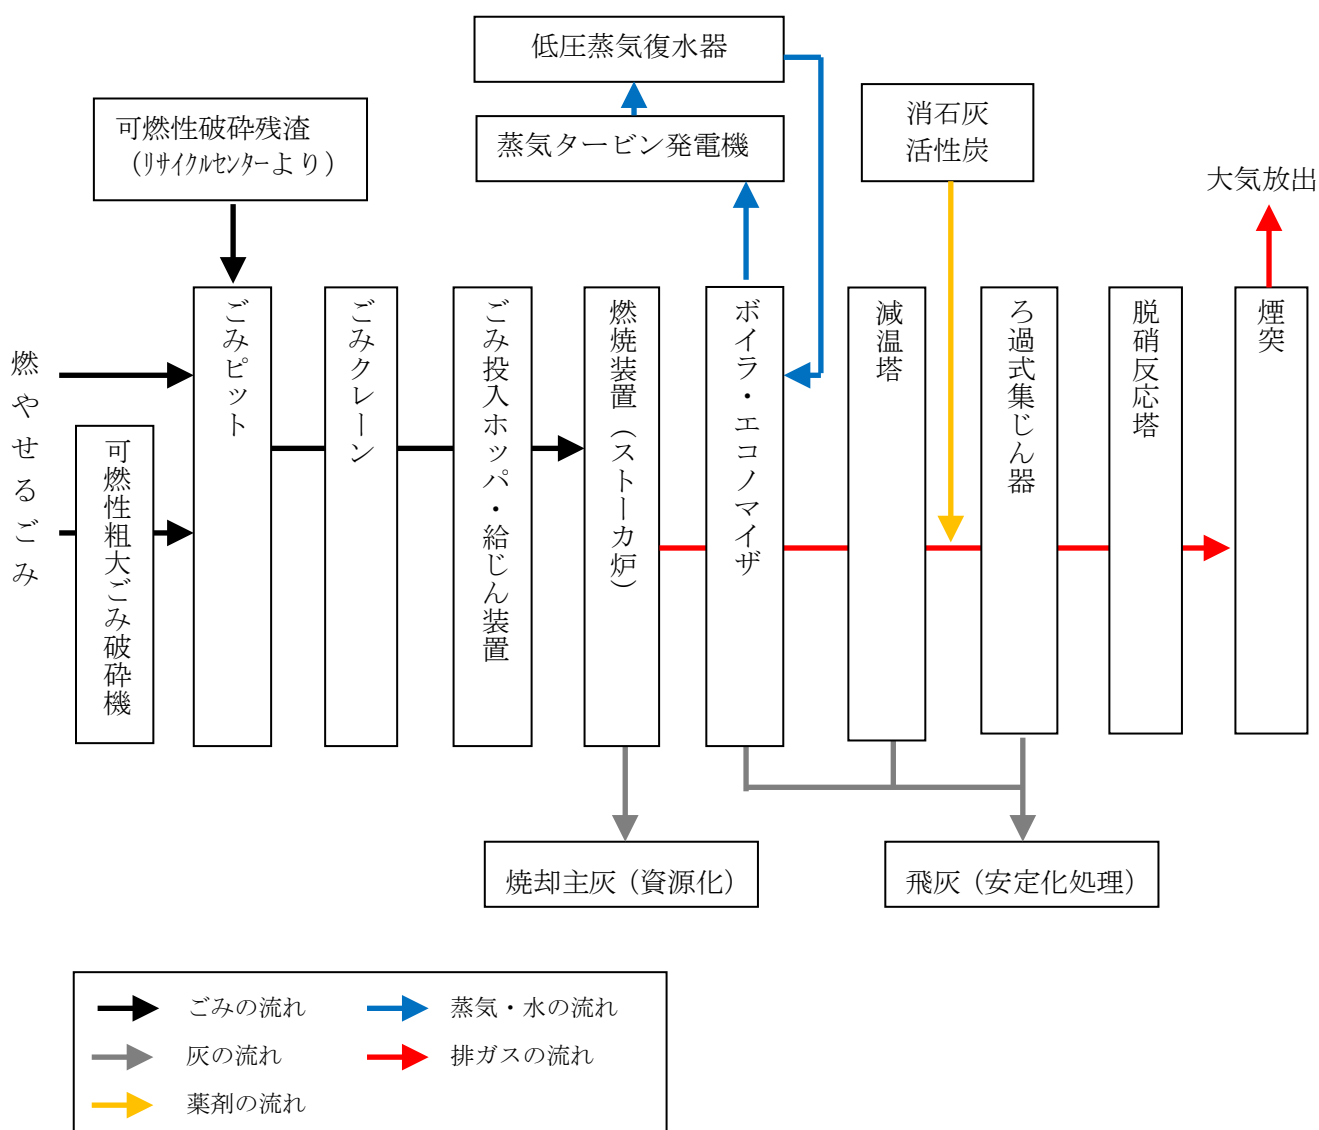 低圧蒸気復水器
蒸気タービン発電機
消石灰
活性炭
可燃性破砕残渣
（ﾘｻｲｸﾙｾﾝﾀｰより）
大気放出
燃やせるごみ
可燃性粗大ごみ破砕機
ごみピット
ごみクレーン
ごみ投入ホッパ・給じん装置
燃焼装置（ストーカ炉）
ボイラ・エコノマイザ
減温塔
ろ過式集じん器
脱硝反応塔
煙突
焼却主灰（資源化）
飛灰（安定化処理）
ごみの流れ
蒸気・水の流れ
灰の流れ
排ガスの流れ
薬剤の流れ